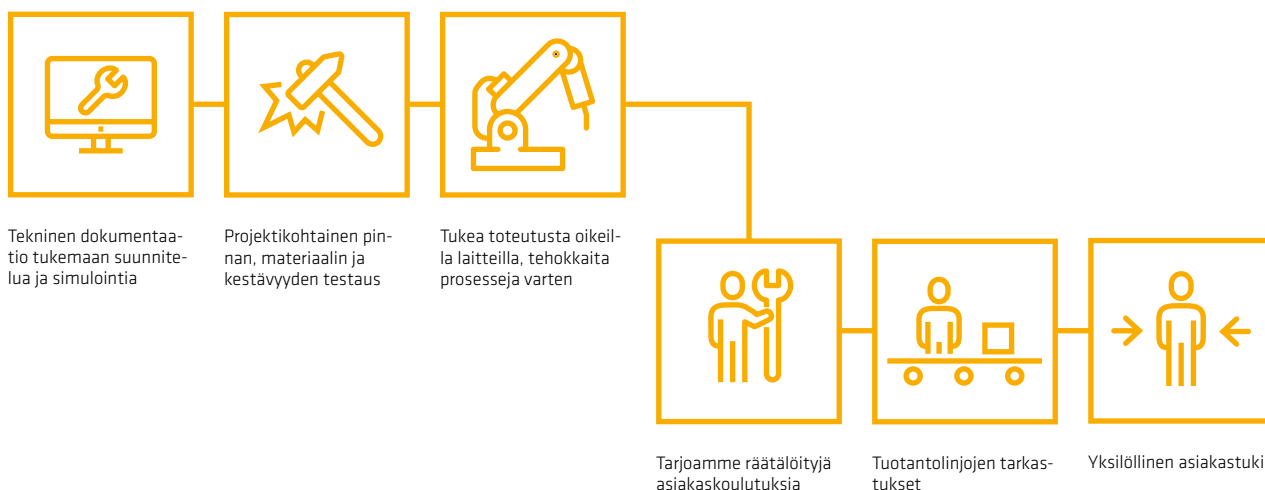 Tekninen dokumentaa-
tio tukemaan suunnite-
lua ja simulointia
Projektikohtainen pin-
nan, materiaalin ja
kestävyyden testaus
Tukea toteutusta oikeil-
la laitteilla, tehokkaita
prosesseja varten
Tarjoamme räätälöityjä
asiakaskoulutuksia
Tuotantolinjojen tarkas-
tukset
Yksilöllinen asiakastuki